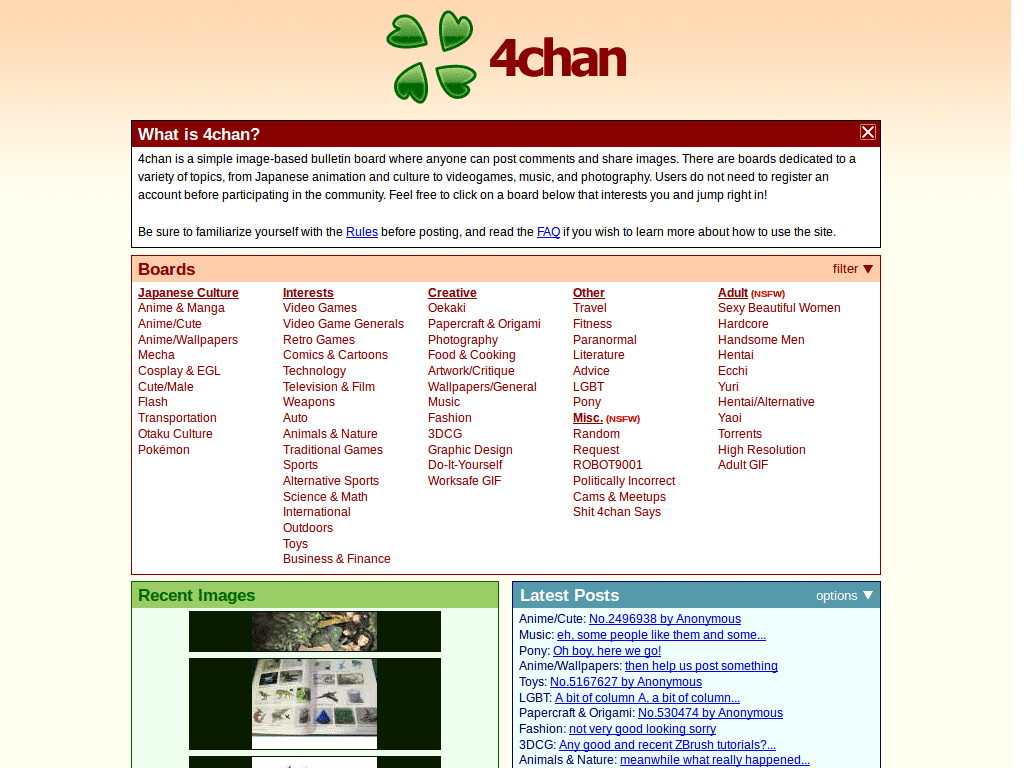 4chan
What is 4chan?
4chan is a simple image-based bulletin board where anyone can post comments and share images. There are boards dedicated to a
variety of topics, from Japanese animation and culture to videogames, music, and photography. Users do not need to register an
account before participating in the community. Feel free to click on a board below that interests you and jump right in!
Be sure to familiarize yourself with the Rules before posting, and read the FAQ if you wish to learn more about how to use the site.
Boards
filter ▼
Japanese Culture
Anime & Manga
Anime/Cute
Anime/Wallpapers
Mecha
Cosplay & EGL
Cute/Male
Flash
Transportation
Otaku Culture
Pokémon
Interests
Video Games
Video Game Generals
Retro Games
Comics & Cartoons
Technology
Television & Film
Weapons
Auto
Animals & Nature
Traditional Games
Sports
Alternative Sports
Science & Math
International
Outdoors
Toys
Business & Finance
Creative
Oekaki
Papercraft & Origami
Photography
Food & Cooking
Artwork/Critique
Wallpapers/General
Music
Fashion
3DCG
Graphic Design
Do-It-Yourself
Worksafe GIF
Other
Travel
Fitness
Paranormal
Literature
Advice
LGBT
Pony
Misc. (NSFW)
Random
Request
ROBOT9001
Politically Incorrect
Cams & Meetups
Shit 4chan Says
Adult (NSFW)
Sexy Beautiful Women
Hardcore
Handsome Men
Hentai
Ecchi
Yuri
Hentai/Alternative
Yaoi
Torrents
High Resolution
Adult GIF
Recent Images
Latest Posts
options ▼
Anime/Cute: No.2496938 by Anonymous
Music: eh, some people like them and some...
Pony: Oh boy, here we go!
Anime/Wallpapers: then help us post something
Toys: No.5167627 by Anonymous
LGBT: A bit of column A, a bit of column...
Papercraft & Origami: No.530474 by Anonymous
Fashion: not very good looking sorry
3DCG: Any good and recent ZBrush tutorials?...
Animals & Nature: meanwhile what really happened...